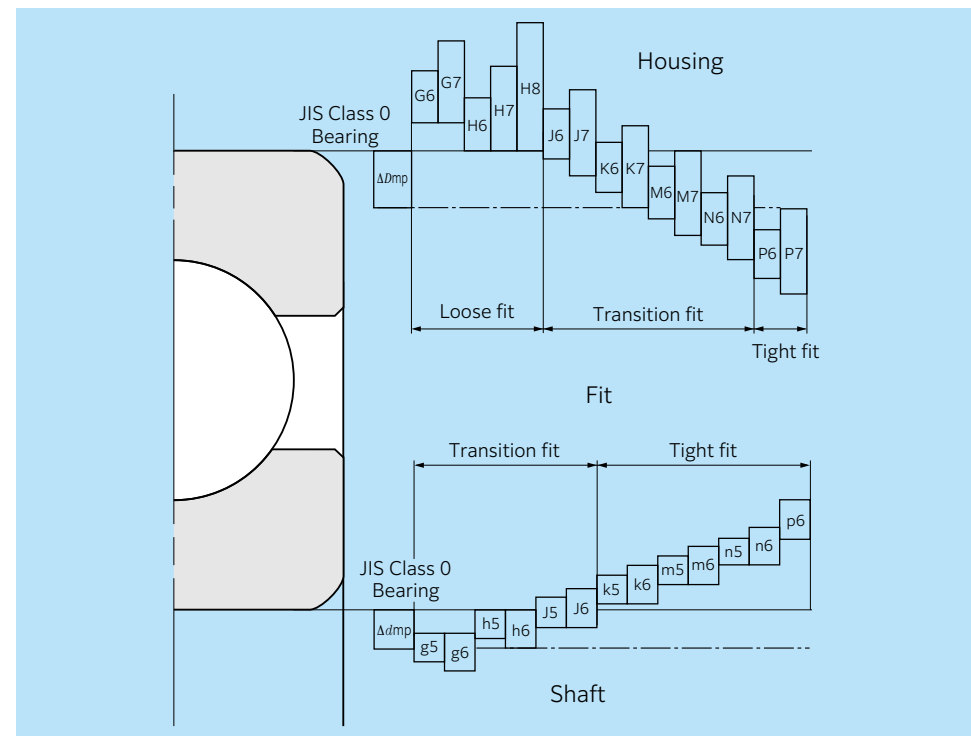 Housing
JIS Class 0
Bearing
ΔDmp
G6
G7
H6
H7
H8
J6
J7
K6
K7
M6
M7
N6
N7
P6
P7
Loose fit
Transition fit
Tight fit
Fit
Transition fit
Tight fit
JIS Class 0
Bearing
Δdmp
g5
g6
h5
h6
J5
J6
k5
k6
m5
m6
n5
n6
p6
Shaft